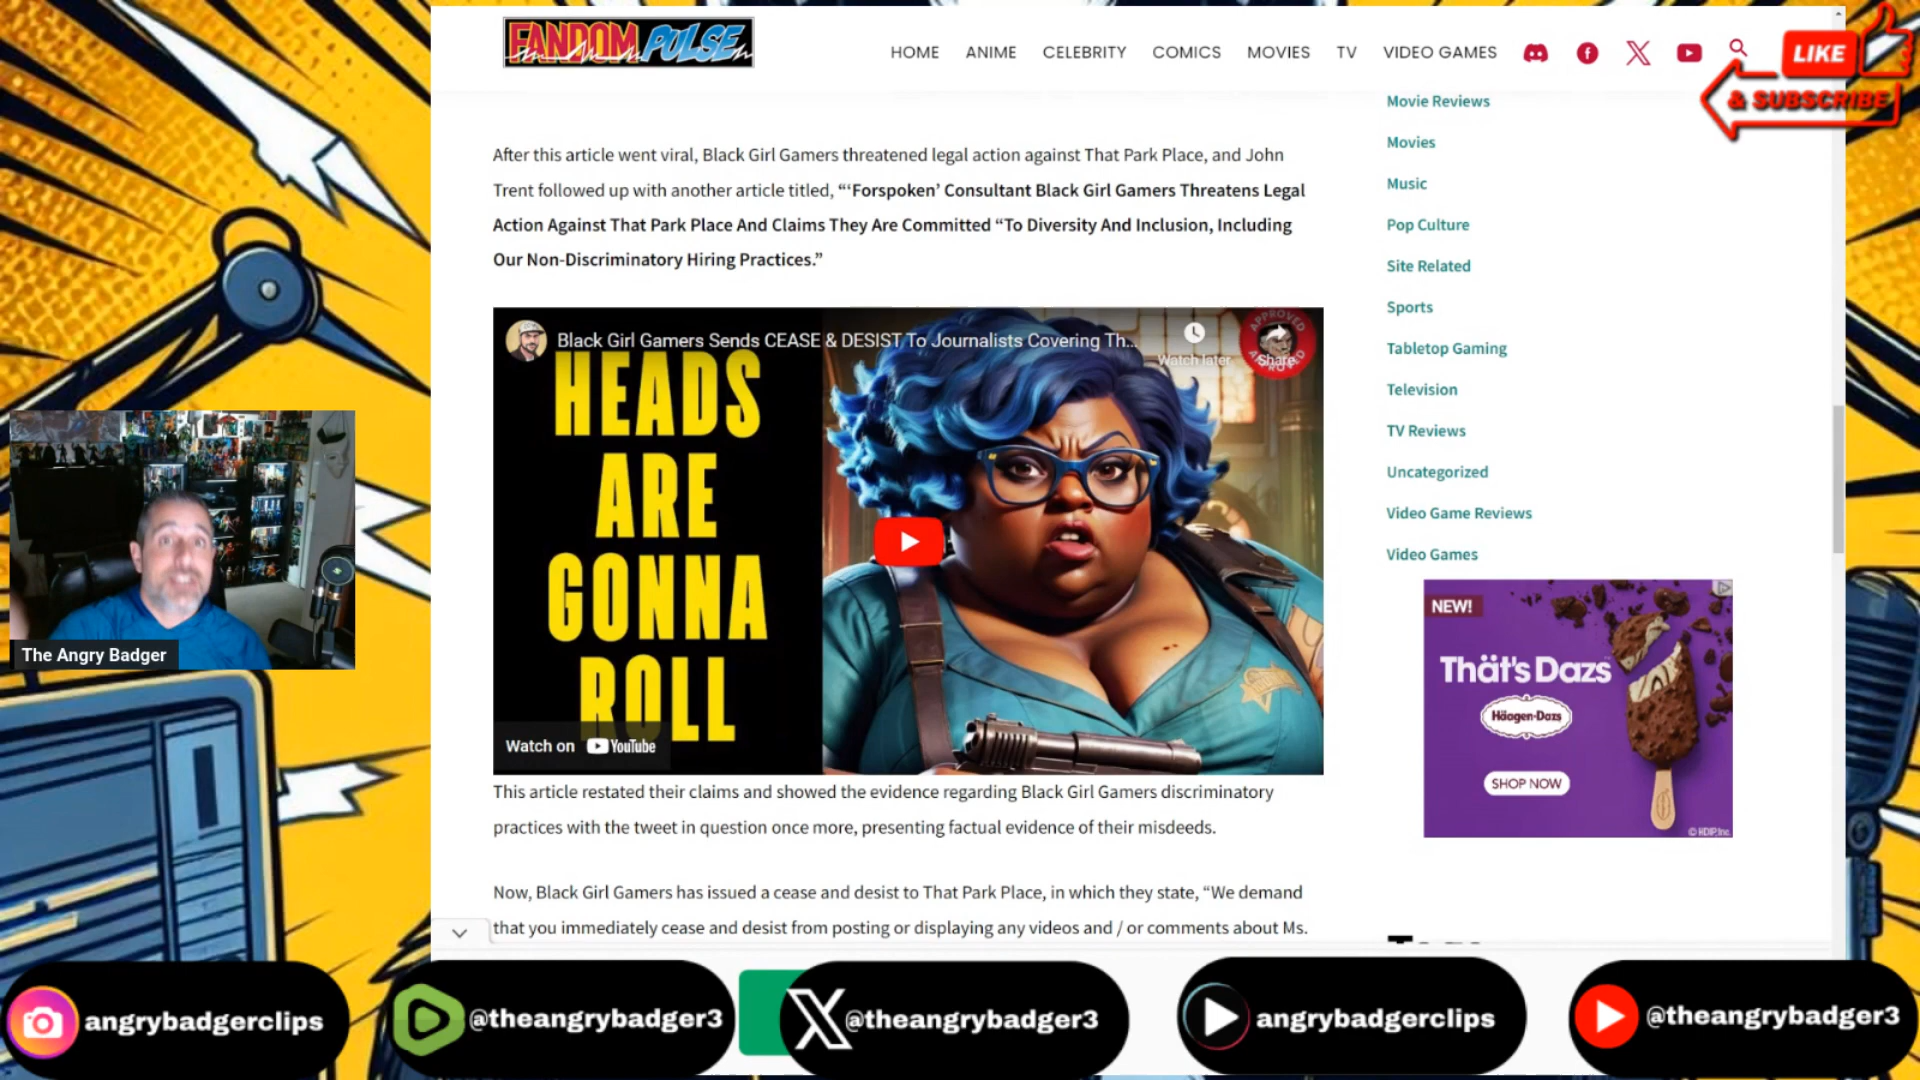 FANDOM PULSE
HOME
ANIME
CELEBRITY
COMICS
MOVIES
TV
VIDEO GAMES
LIKE
& SUBSCRIBE
After this article went viral, Black Girl Gamers threatened legal action against That Park Place, and John
Trent followed up with another article titled, “‘Forspoken’ Consultant Black Girl Gamers Threatens Legal
Action Against That Park Place And Claims They Are Committed “To Diversity And Inclusion, Including
Our Non-Discriminatory Hiring Practices.”
Black Girl Gamers Sends CEASE & DESIST To Journalists Covering Th...
Watch later
Share
APPROVED
HEADS
ARE
GONNA
ROLL
Watch on YouTube
This article restated their claims and showed the evidence regarding Black Girl Gamers discriminatory
practices with the tweet in question once more, presenting factual evidence of their misdeeds.
Now, Black Girl Gamers has issued a cease and desist to That Park Place, in which they state, “We demand
that you immediately cease and desist from posting or displaying any videos and / or comments about Ms.
Movie Reviews
Movies
Music
Pop Culture
Site Related
Sports
Tabletop Gaming
Television
TV Reviews
Uncategorized
Video Game Reviews
Video Games
NEW!
Thät's Dazs
Häagen-Dazs
SHOP NOW
© HDIP, Inc.
The Angry Badger
angrybadgerclips
@theangrybadger3
@theangrybadger3
angrybadgerclips
@theangrybadger3